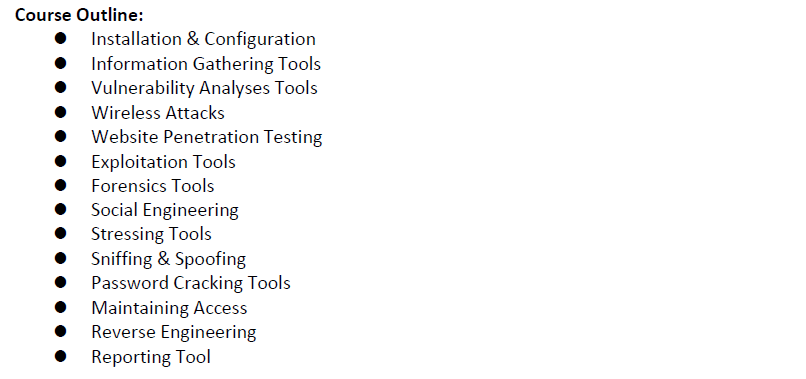 Course Outline:
● Installation & Configuration
● Information Gathering Tools
● Vulnerability Analyses Tools
● Wireless Attacks
● Website Penetration Testing
● Exploitation Tools
● Forensics Tools
● Social Engineering
● Stressing Tools
● Sniffing & Spoofing
● Password Cracking Tools
● Maintaining Access
● Reverse Engineering
● Reporting Tool